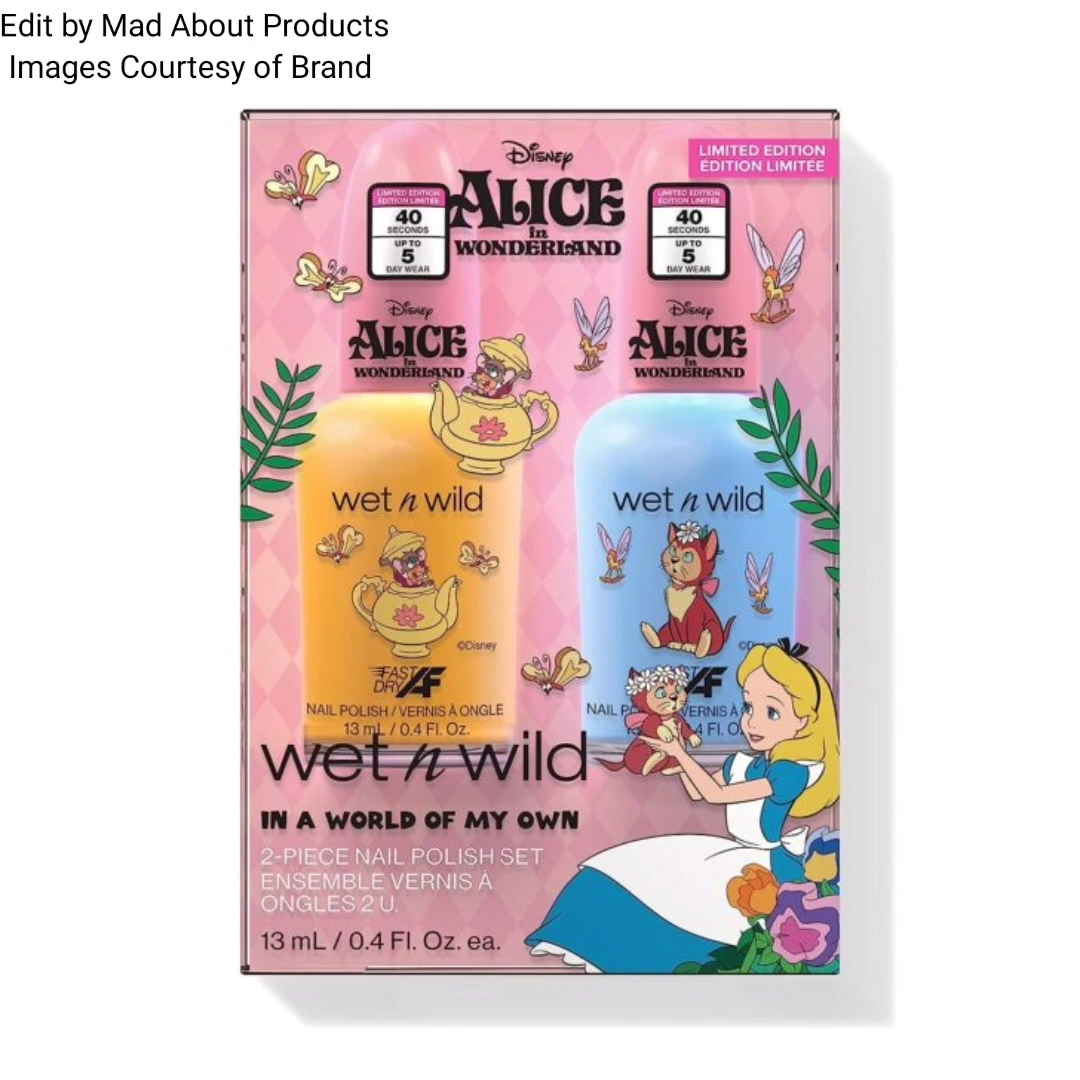 Edit by Mad About Products
Images Courtesy of Brand
LIMITED EDITION
ÉDITION LIMITÉE
Disney
ALICE
in
WONDERLAND
LIMITED EDITION
ÉDITION LIMITÉE
40
SECONDS
UP TO
5
DAY WEAR
LIMITED EDITION
ÉDITION LIMITÉE
40
SECONDS
UP TO
5
DAY WEAR
Disney
ALICE
in
WONDERLAND
Disney
ALICE
in
WONDERLAND
wet n wild
©Disney
FAST
DRY AF
NAIL POLISH / VERNIS À ONGLE
13 mL / 0.4 Fl. Oz.
wet n wild
NAIL
VERNIS À
wet n wild
IN A WORLD OF MY OWN
2-PIECE NAIL POLISH SET
ENSEMBLE VERNIS À
ONGLES 2 U.
13 mL / 0.4 Fl. Oz. ea.